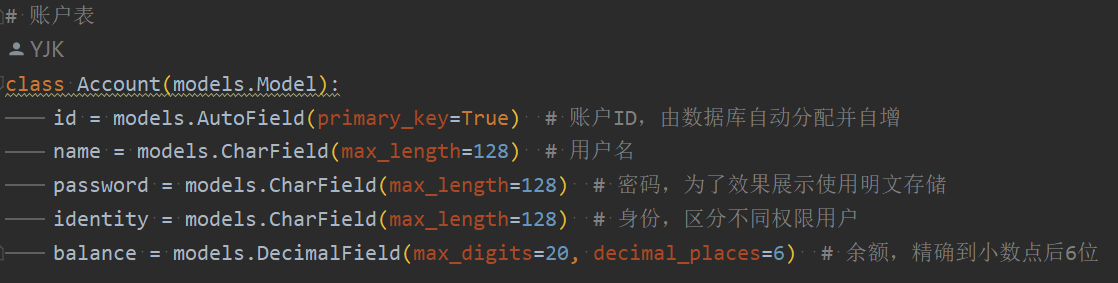 # 账户表
YJK
class Account(models.Model):
id = models.AutoField(primary_key=True) # 账户ID，由数据库自动分配并自增
name = models.CharField(max_length=128) # 用户名
password = models.CharField(max_length=128) # 密码，为了效果展示使用明文存储
identity = models.CharField(max_length=128) # 身份，区分不同权限用户
balance = models.DecimalField(max_digits=20, decimal_places=6) # 余额，精确到小数点后6位